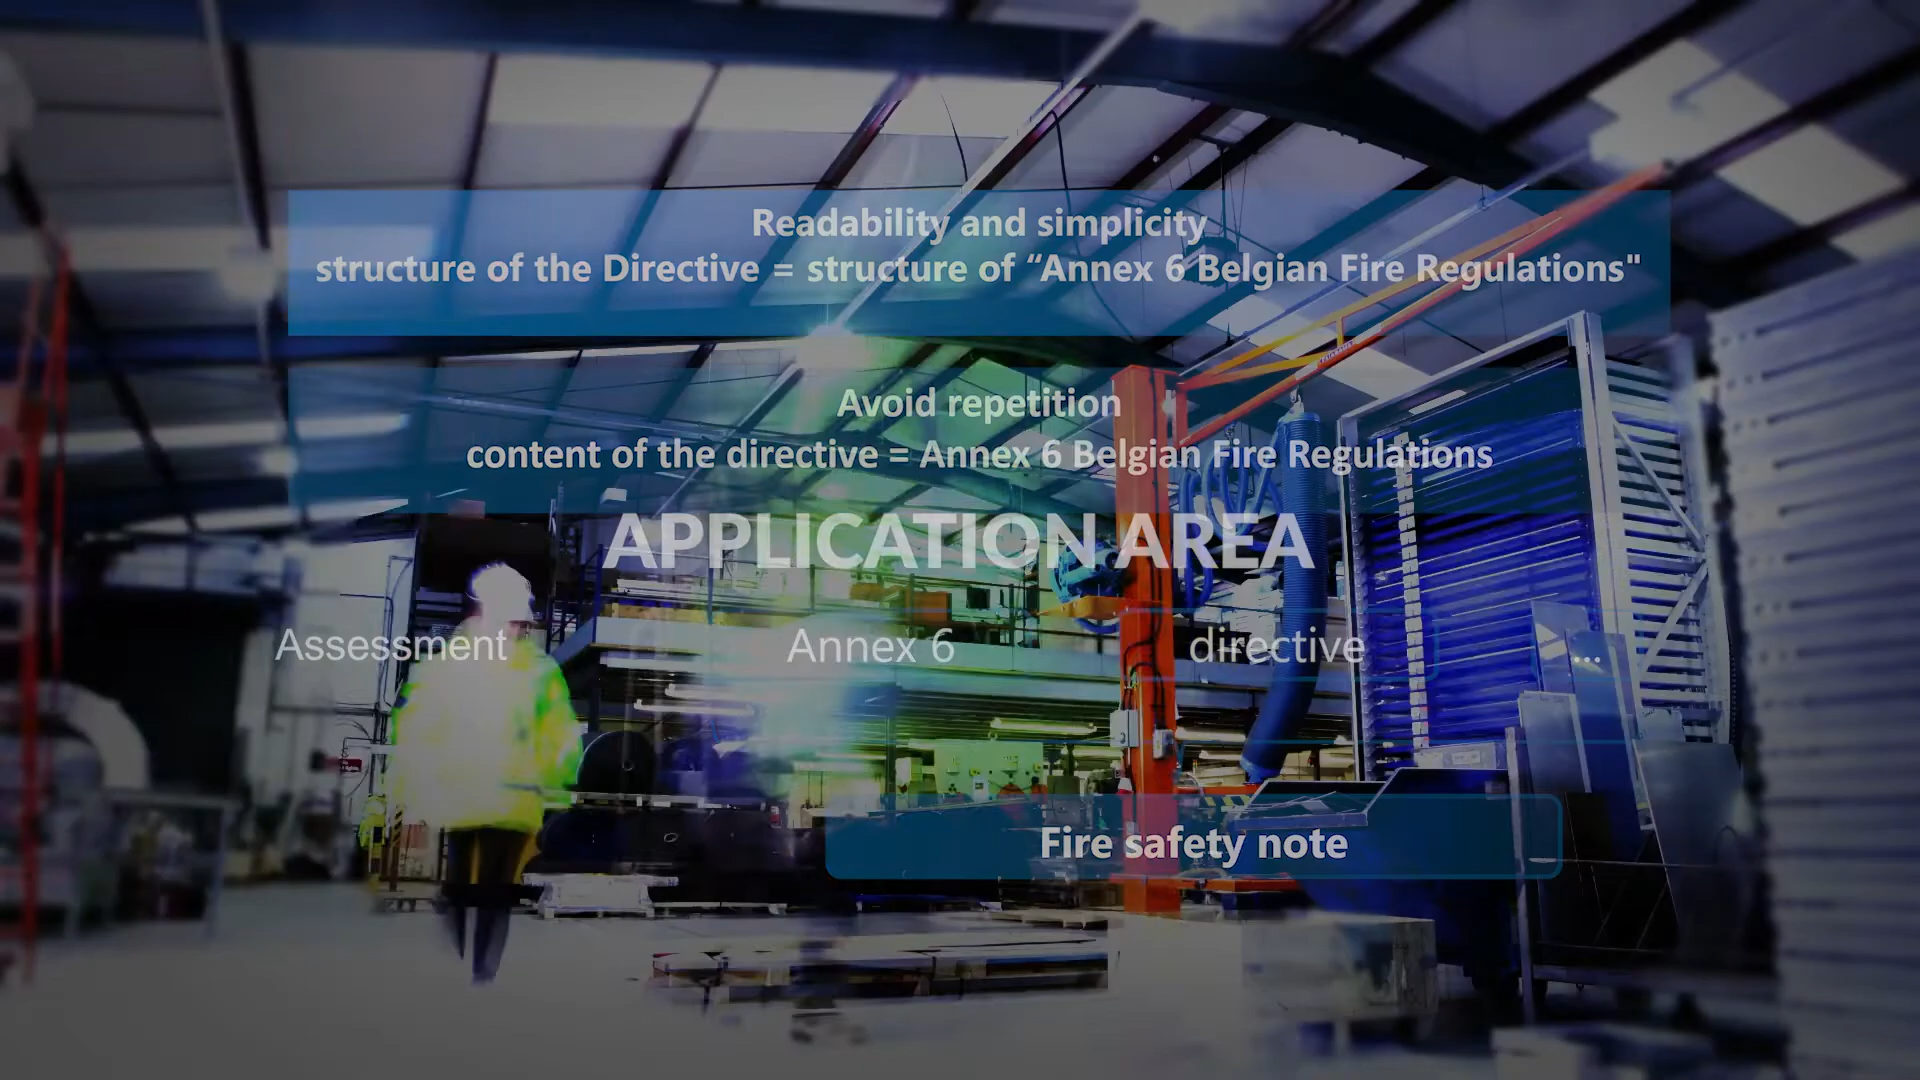 Readability and simplicity
structure of the Directive = structure of “Annex 6 Belgian Fire Regulations"
Avoid repetition
content of the directive = Annex 6 Belgian Fire Regulations
APPLICATION AREA
Assessment Annex 6 directive ...
Fire safety note